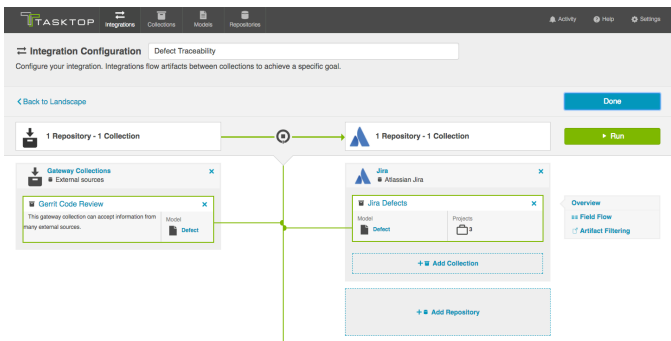 TASKTOP
Integrations
Collections
Models
Repositories
Activity
Help
Settings
Integration Configuration
Defect Traceability
Configure your integration. Integrations flow artifacts between collections to achieve a specific goal.
Back to Landscape
Done
1 Repository - 1 Collection
1 Repository - 1 Collection
Run
Gateway Collections
External sources
Jira
Atlassian Jira
Gerrit Code Review
This gateway collection can accept information from
many external sources.
Model
Defect
Jira Defects
Model
Defect
Projects
3
Overview
Field Flow
Artifact Filtering
+ Add Collection
+ Add Repository